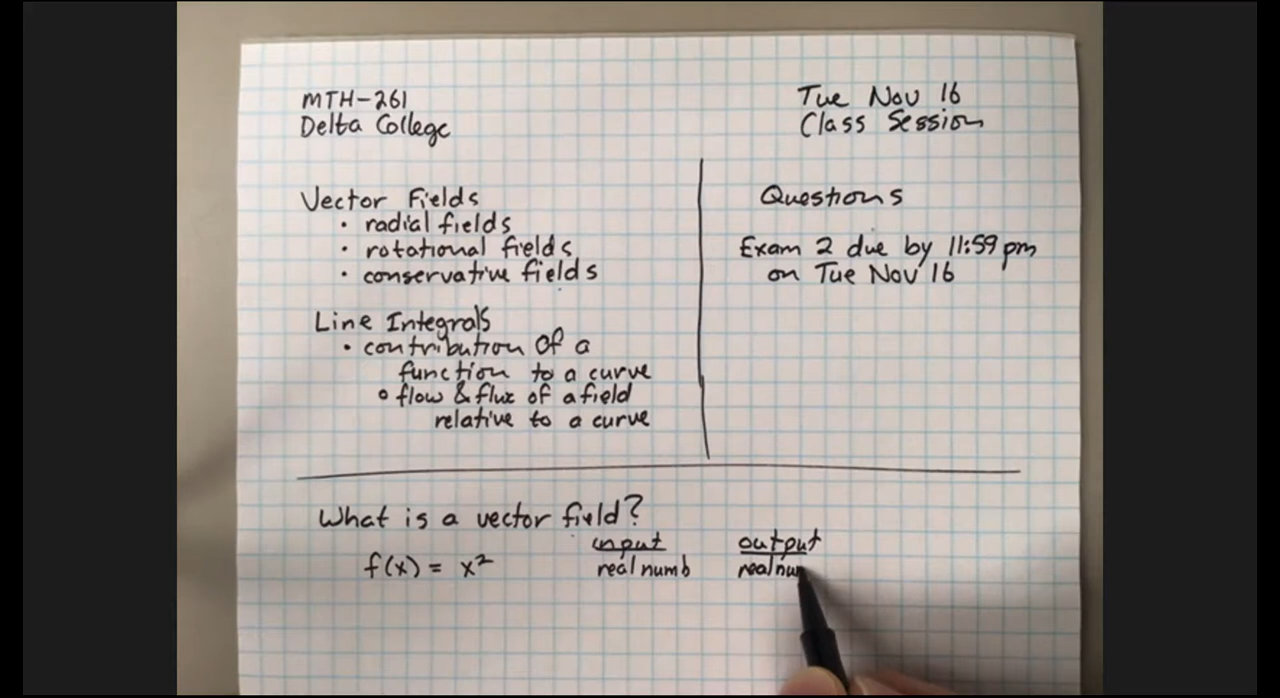 MTH-261
Delta College
Tue Nov 16
Class Session
Vector Fields
• radial fields
• rotational fields
• conservative fields
Line Integrals
• contribution of a
function to a curve
• flow & flux of a field
relative to a curve
Questions
Exam 2 due by 11:59 pm
on Tue Nov 16
What is a vector field?
input output
f(x) = x² real numb real num